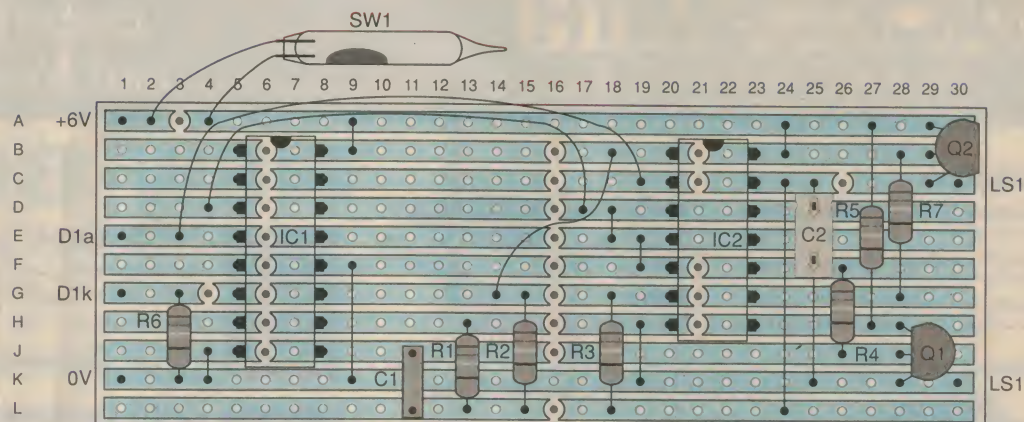 SW1
1 2 3 4 5 6 7 8 9 10 11 12 13 14 15 16 17 18 19 20 21 22 23 24 25 26 27 28 29 30
A +6V
B Q2
C LS1
D R5 R7
E D1a IC1 IC2 C2
F
G D1k
H R6
J R1 R2 R3 R4 Q1
K 0V C1 LS1
L